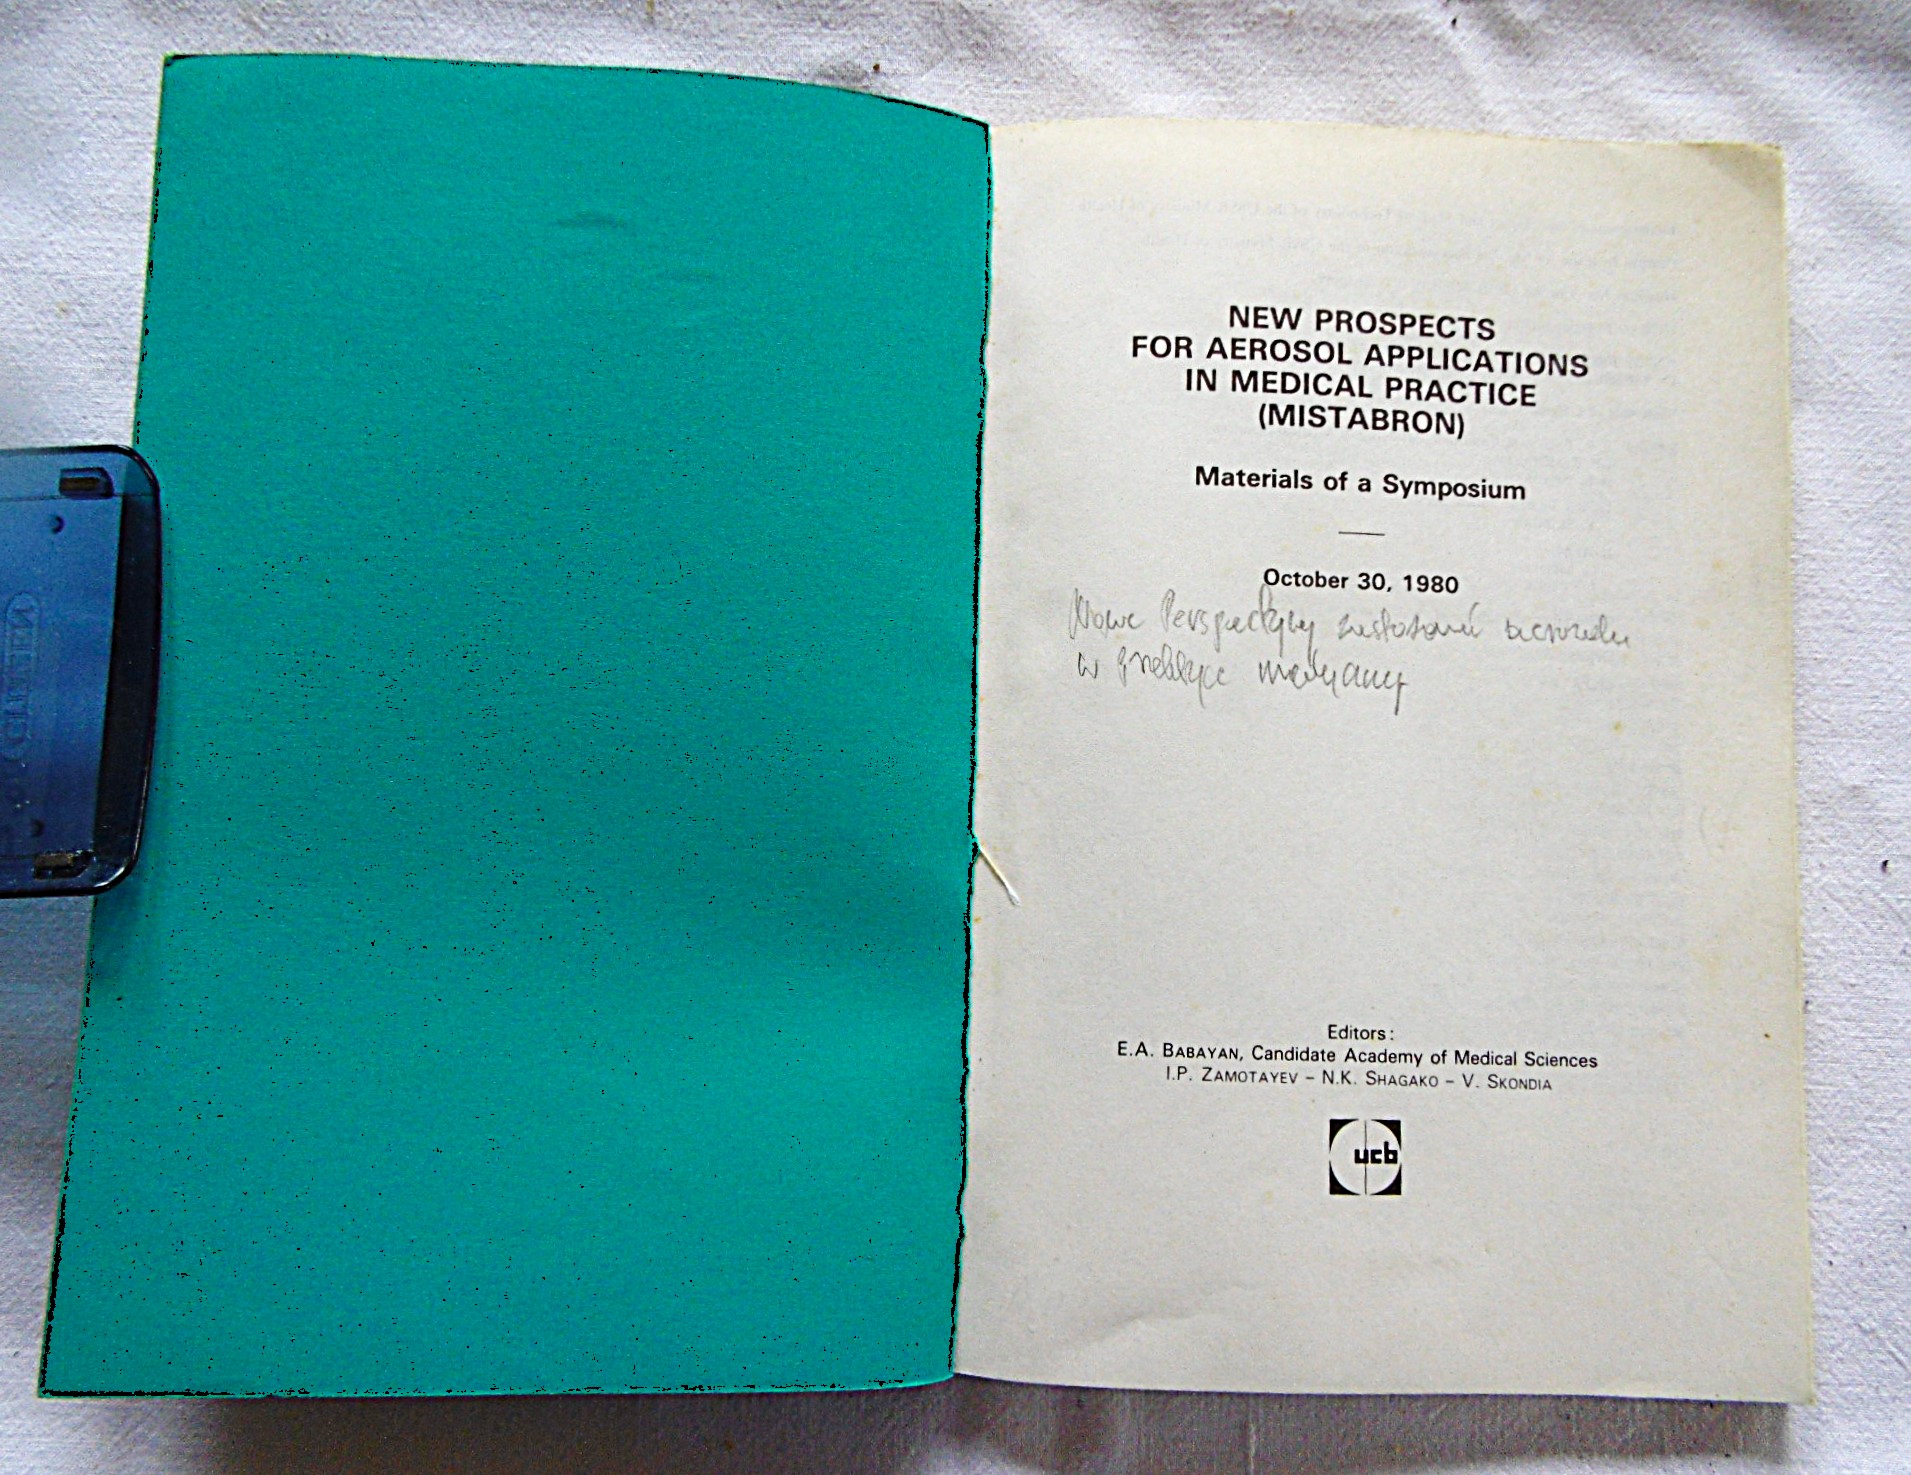 NEW PROSPECTS
FOR AEROSOL APPLICATIONS
IN MEDICAL PRACTICE
(MISTABRON)
Materials of a Symposium
October 30, 1980
Nowe Perspektywy zastosowań aerozolu
w praktyce medycznej
Editors:
E.A. BABAYAN, Candidate Academy of Medical Sciences
I.P. ZAMOTAYEV – N.K. SHAGAKO – V. SKONDIA
ucb